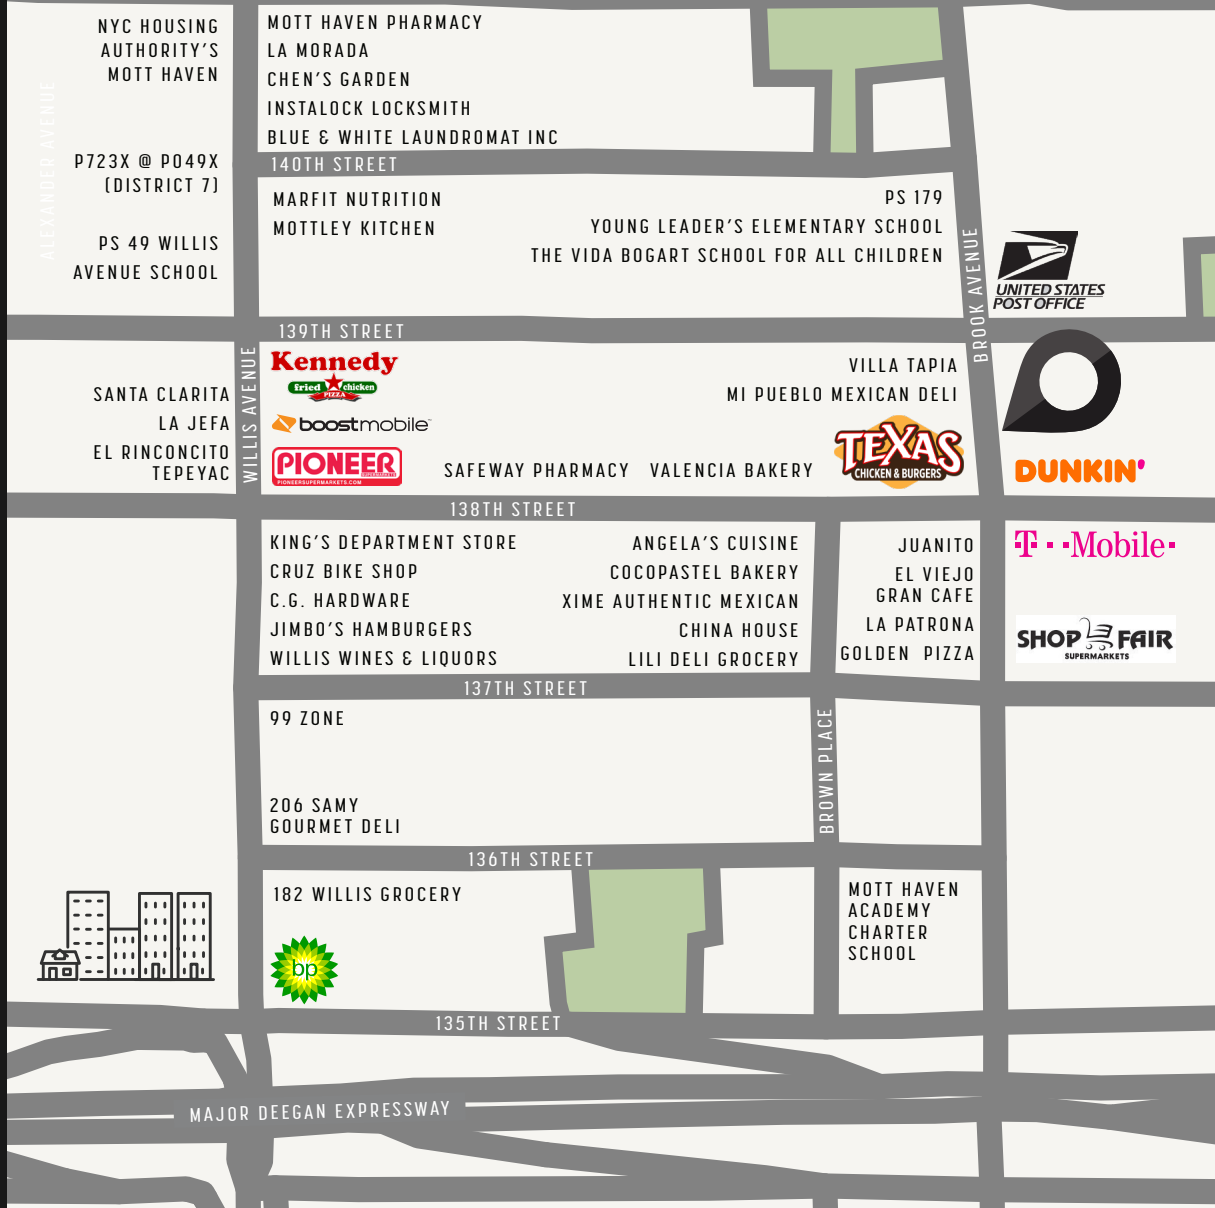 NYC HOUSING
AUTHORITY'S
MOTT HAVEN
ALEXANDER AVENUE
P723X @ P049X
(DISTRICT 7)
PS 49 WILLIS
AVENUE SCHOOL
MOTT HAVEN PHARMACY
LA MORADA
CHEN'S GARDEN
INSTALOCK LOCKSMITH
BLUE & WHITE LAUNDROMAT INC
140TH STREET
MARFIT NUTRITION
MOTTLEY KITCHEN
PS 179
YOUNG LEADER'S ELEMENTARY SCHOOL
THE VIDA BOGART SCHOOL FOR ALL CHILDREN
BROOK AVENUE
UNITED STATES
POST OFFICE
139TH STREET
WILLIS AVENUE
SANTA CLARITA
LA JEFA
EL RINCONCITO
TEPEYAC
Kennedy
fried chicken
PIZZA
boostmobile
PIONEER
SUPERMARKETS
PIONEERSUPERMARKETS.COM
SAFEWAY PHARMACY
VALENCIA BAKERY
VILLA TAPIA
MI PUEBLO MEXICAN DELI
TEXAS
CHICKEN & BURGERS
DUNKIN'
138TH STREET
KING'S DEPARTMENT STORE
CRUZ BIKE SHOP
C.G. HARDWARE
JIMBO'S HAMBURGERS
WILLIS WINES & LIQUORS
ANGELA'S CUISINE
COCOPASTEL BAKERY
XIME AUTHENTIC MEXICAN
CHINA HOUSE
LILI DELI GROCERY
JUANITO
EL VIEJO
GRAN CAFE
LA PATRONA
GOLDEN PIZZA
T-Mobile
SHOP FAIR
SUPERMARKETS
137TH STREET
99 ZONE
206 SAMY
GOURMET DELI
BROWN PLACE
136TH STREET
182 WILLIS GROCERY
bp
MOTT HAVEN
ACADEMY
CHARTER
SCHOOL
135TH STREET
MAJOR DEEGAN EXPRESSWAY